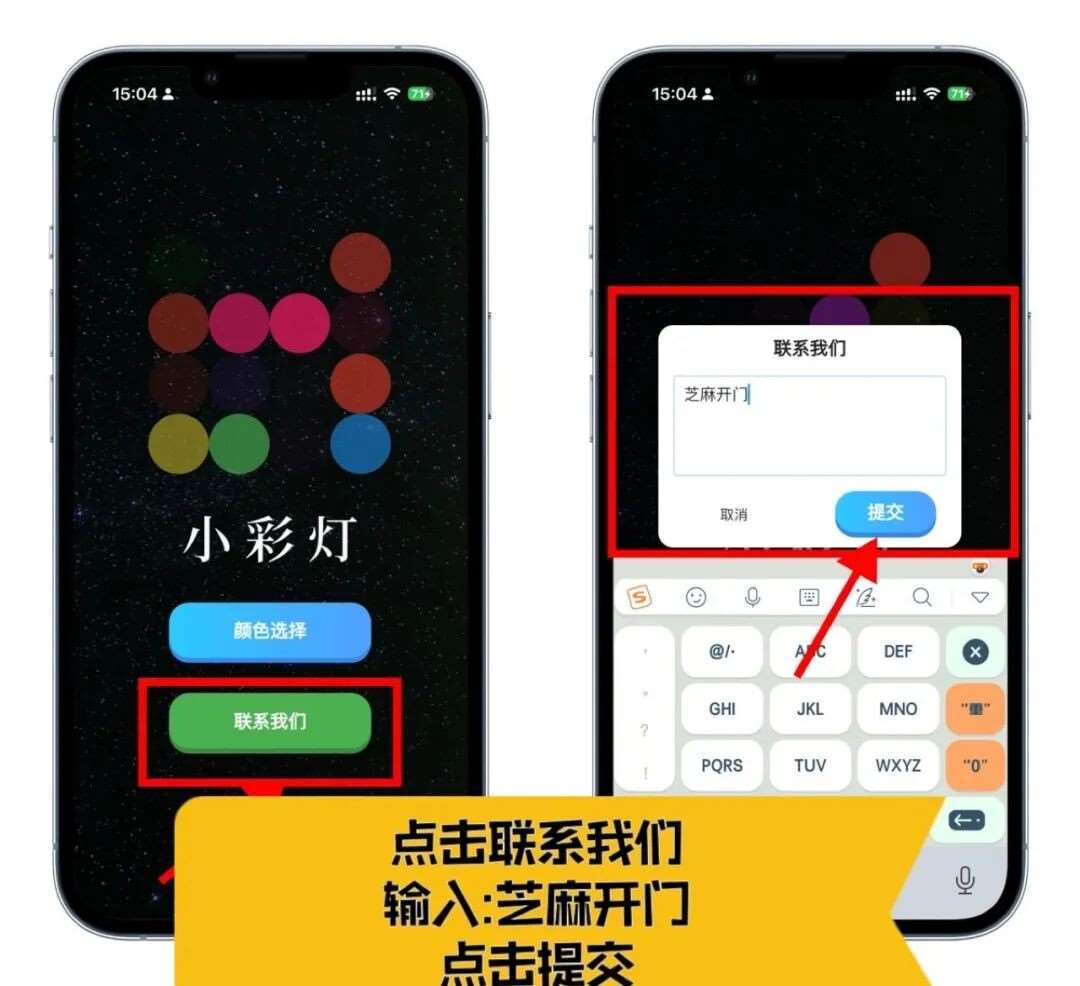 15:04
71
小彩灯
颜色选择
联系我们
15:04
71
联系我们
芝麻开门
取消
提交
@/·
ABC
DEF
GHI
JKL
MNO
?
PQRS
TUV
WXYZ
"0"
!
点击联系我们
输入:芝麻开门
点击提交